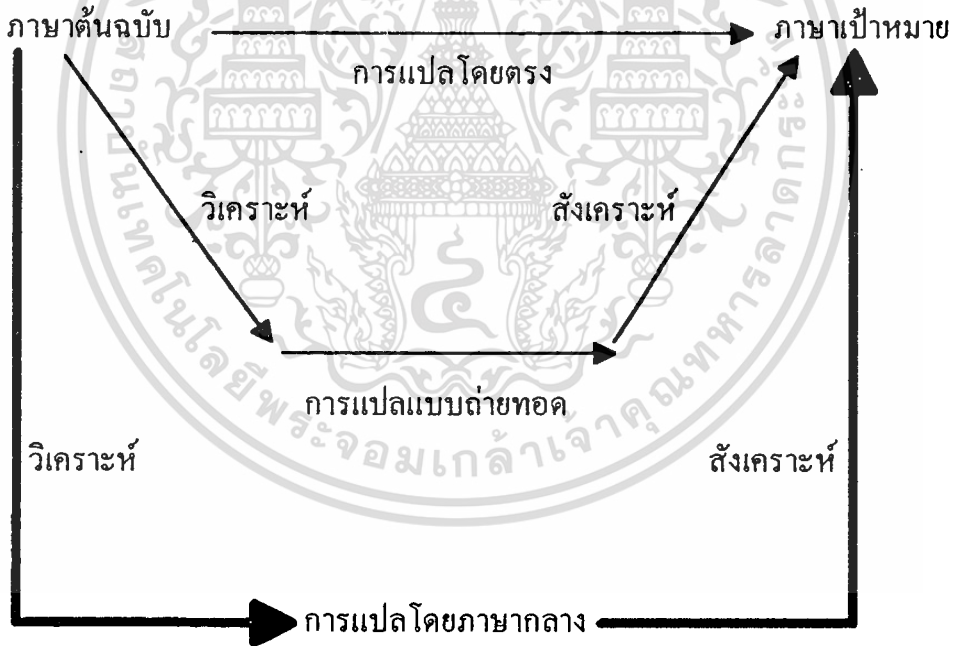 ภาษาต้นฉบับ ภาษาเป้าหมาย
การแปลโดยตรง
วิเคราะห์ สังเคราะห์
การแปลแบบถ่ายทอด
วิเคราะห์ สังเคราะห์
การแปลโดยภาษากลาง